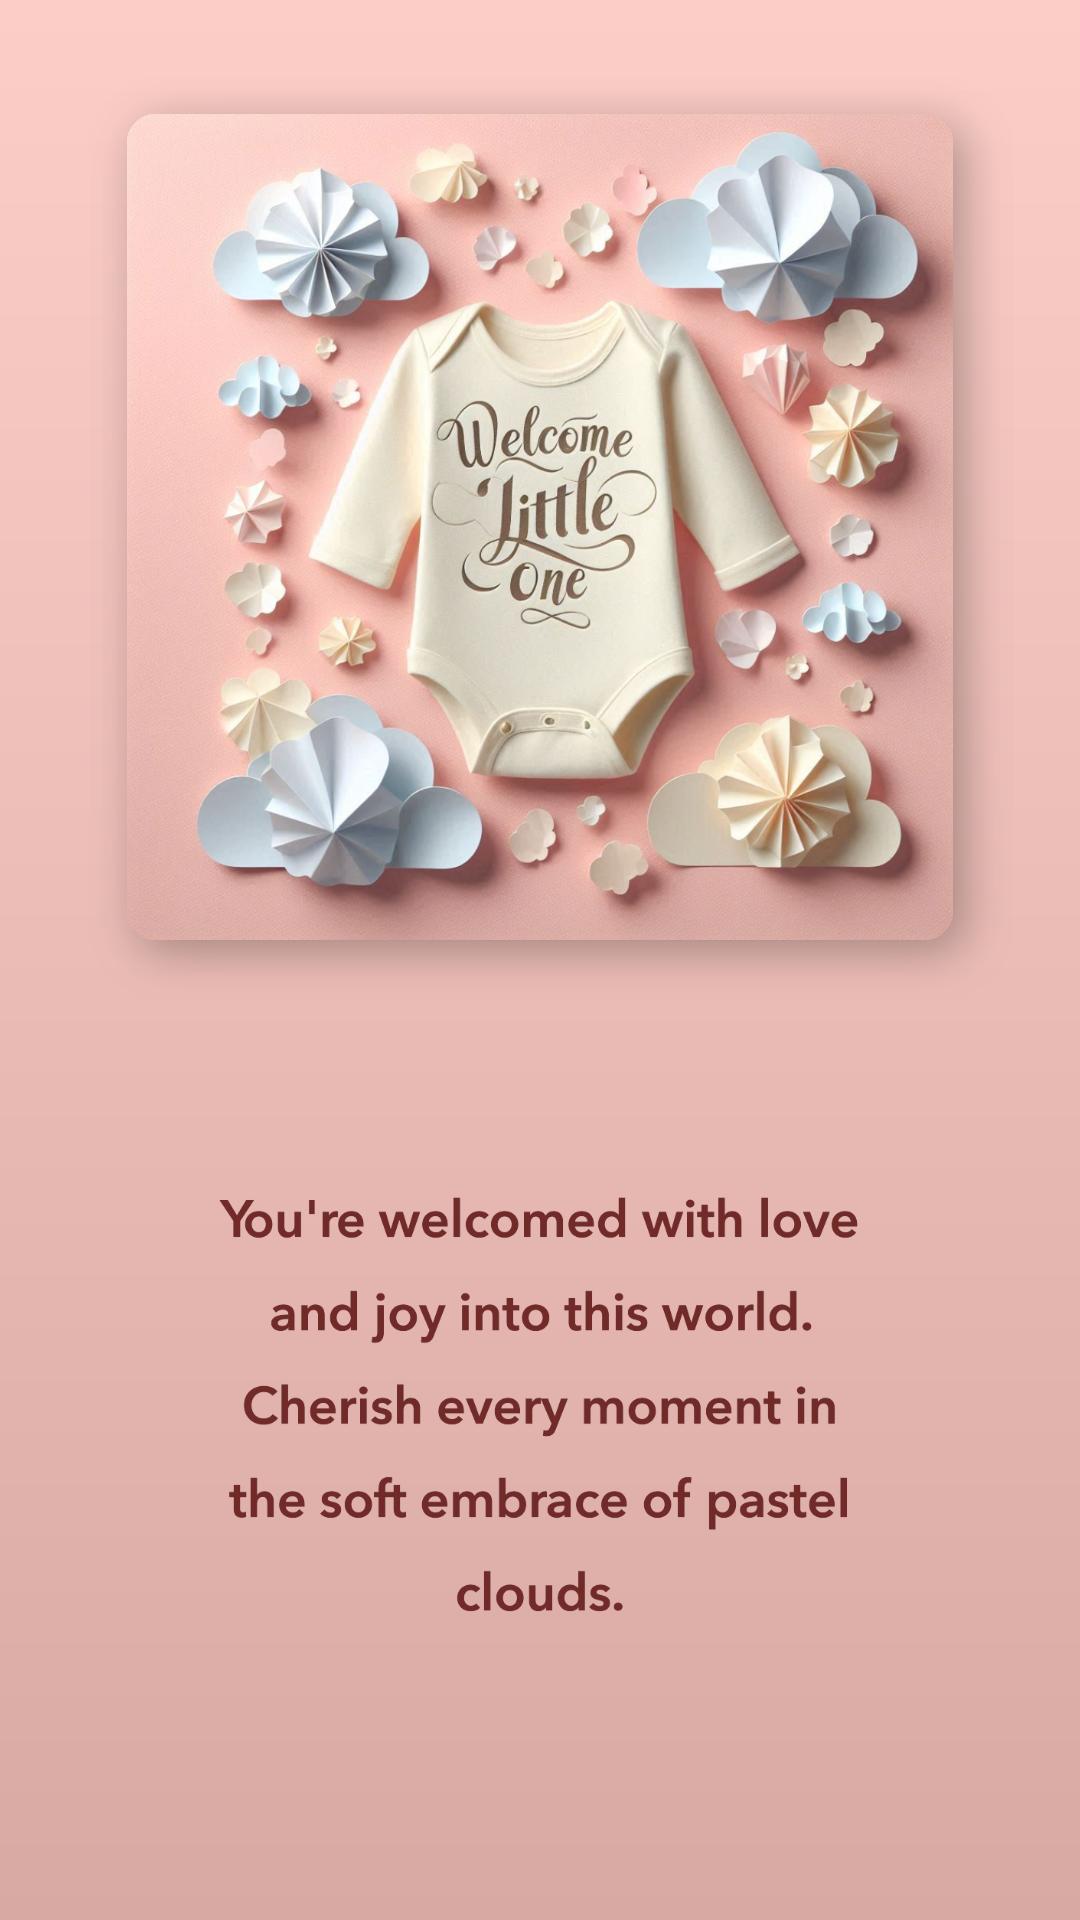 Welcome
Little
One
You're welcomed with love
and joy into this world.
Cherish every moment in
the soft embrace of pastel
clouds.